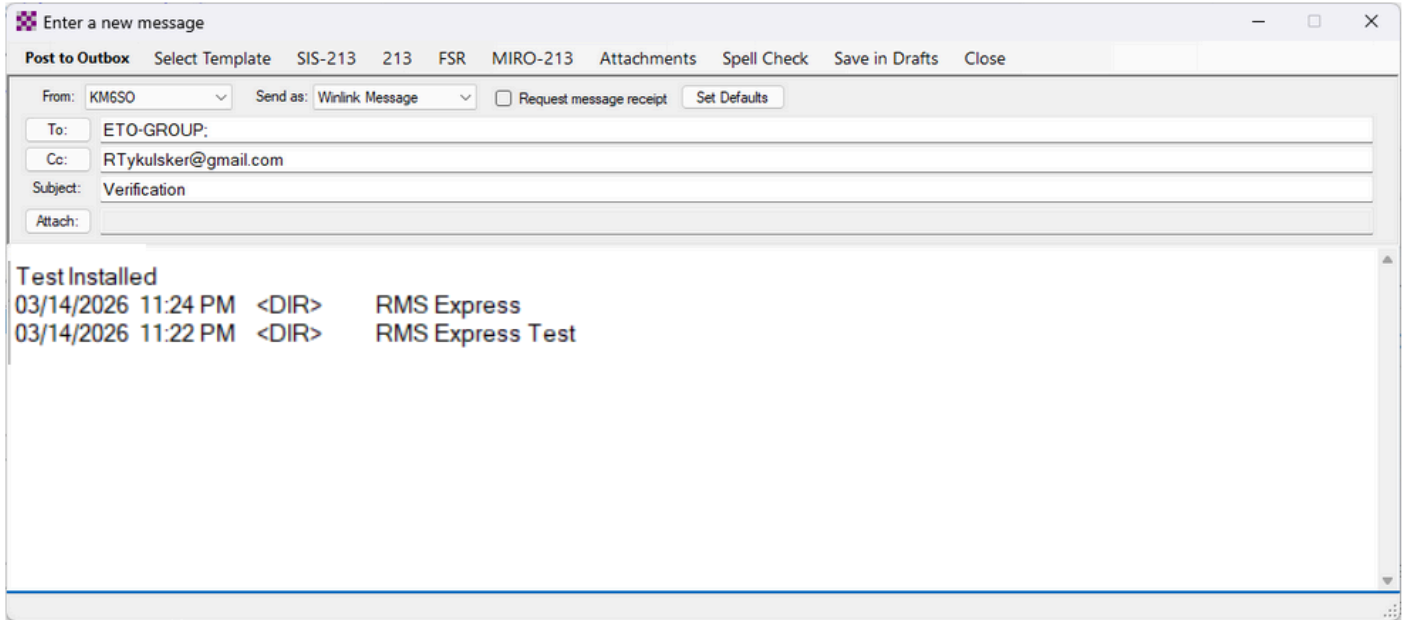 Enter a new message
Post to Outbox Select Template SIS-213 213 FSR MIRO-213 Attachments Spell Check Save in Drafts Close
From: KM6SO Send as: Winlink Message Request message receipt Set Defaults
To: ETO-GROUP;
Cc: RTykulsker@gmail.com
Subject: Verification
Attach:
Test Installed
03/14/2026 11:24 PM <DIR> RMS Express
03/14/2026 11:22 PM <DIR> RMS Express Test